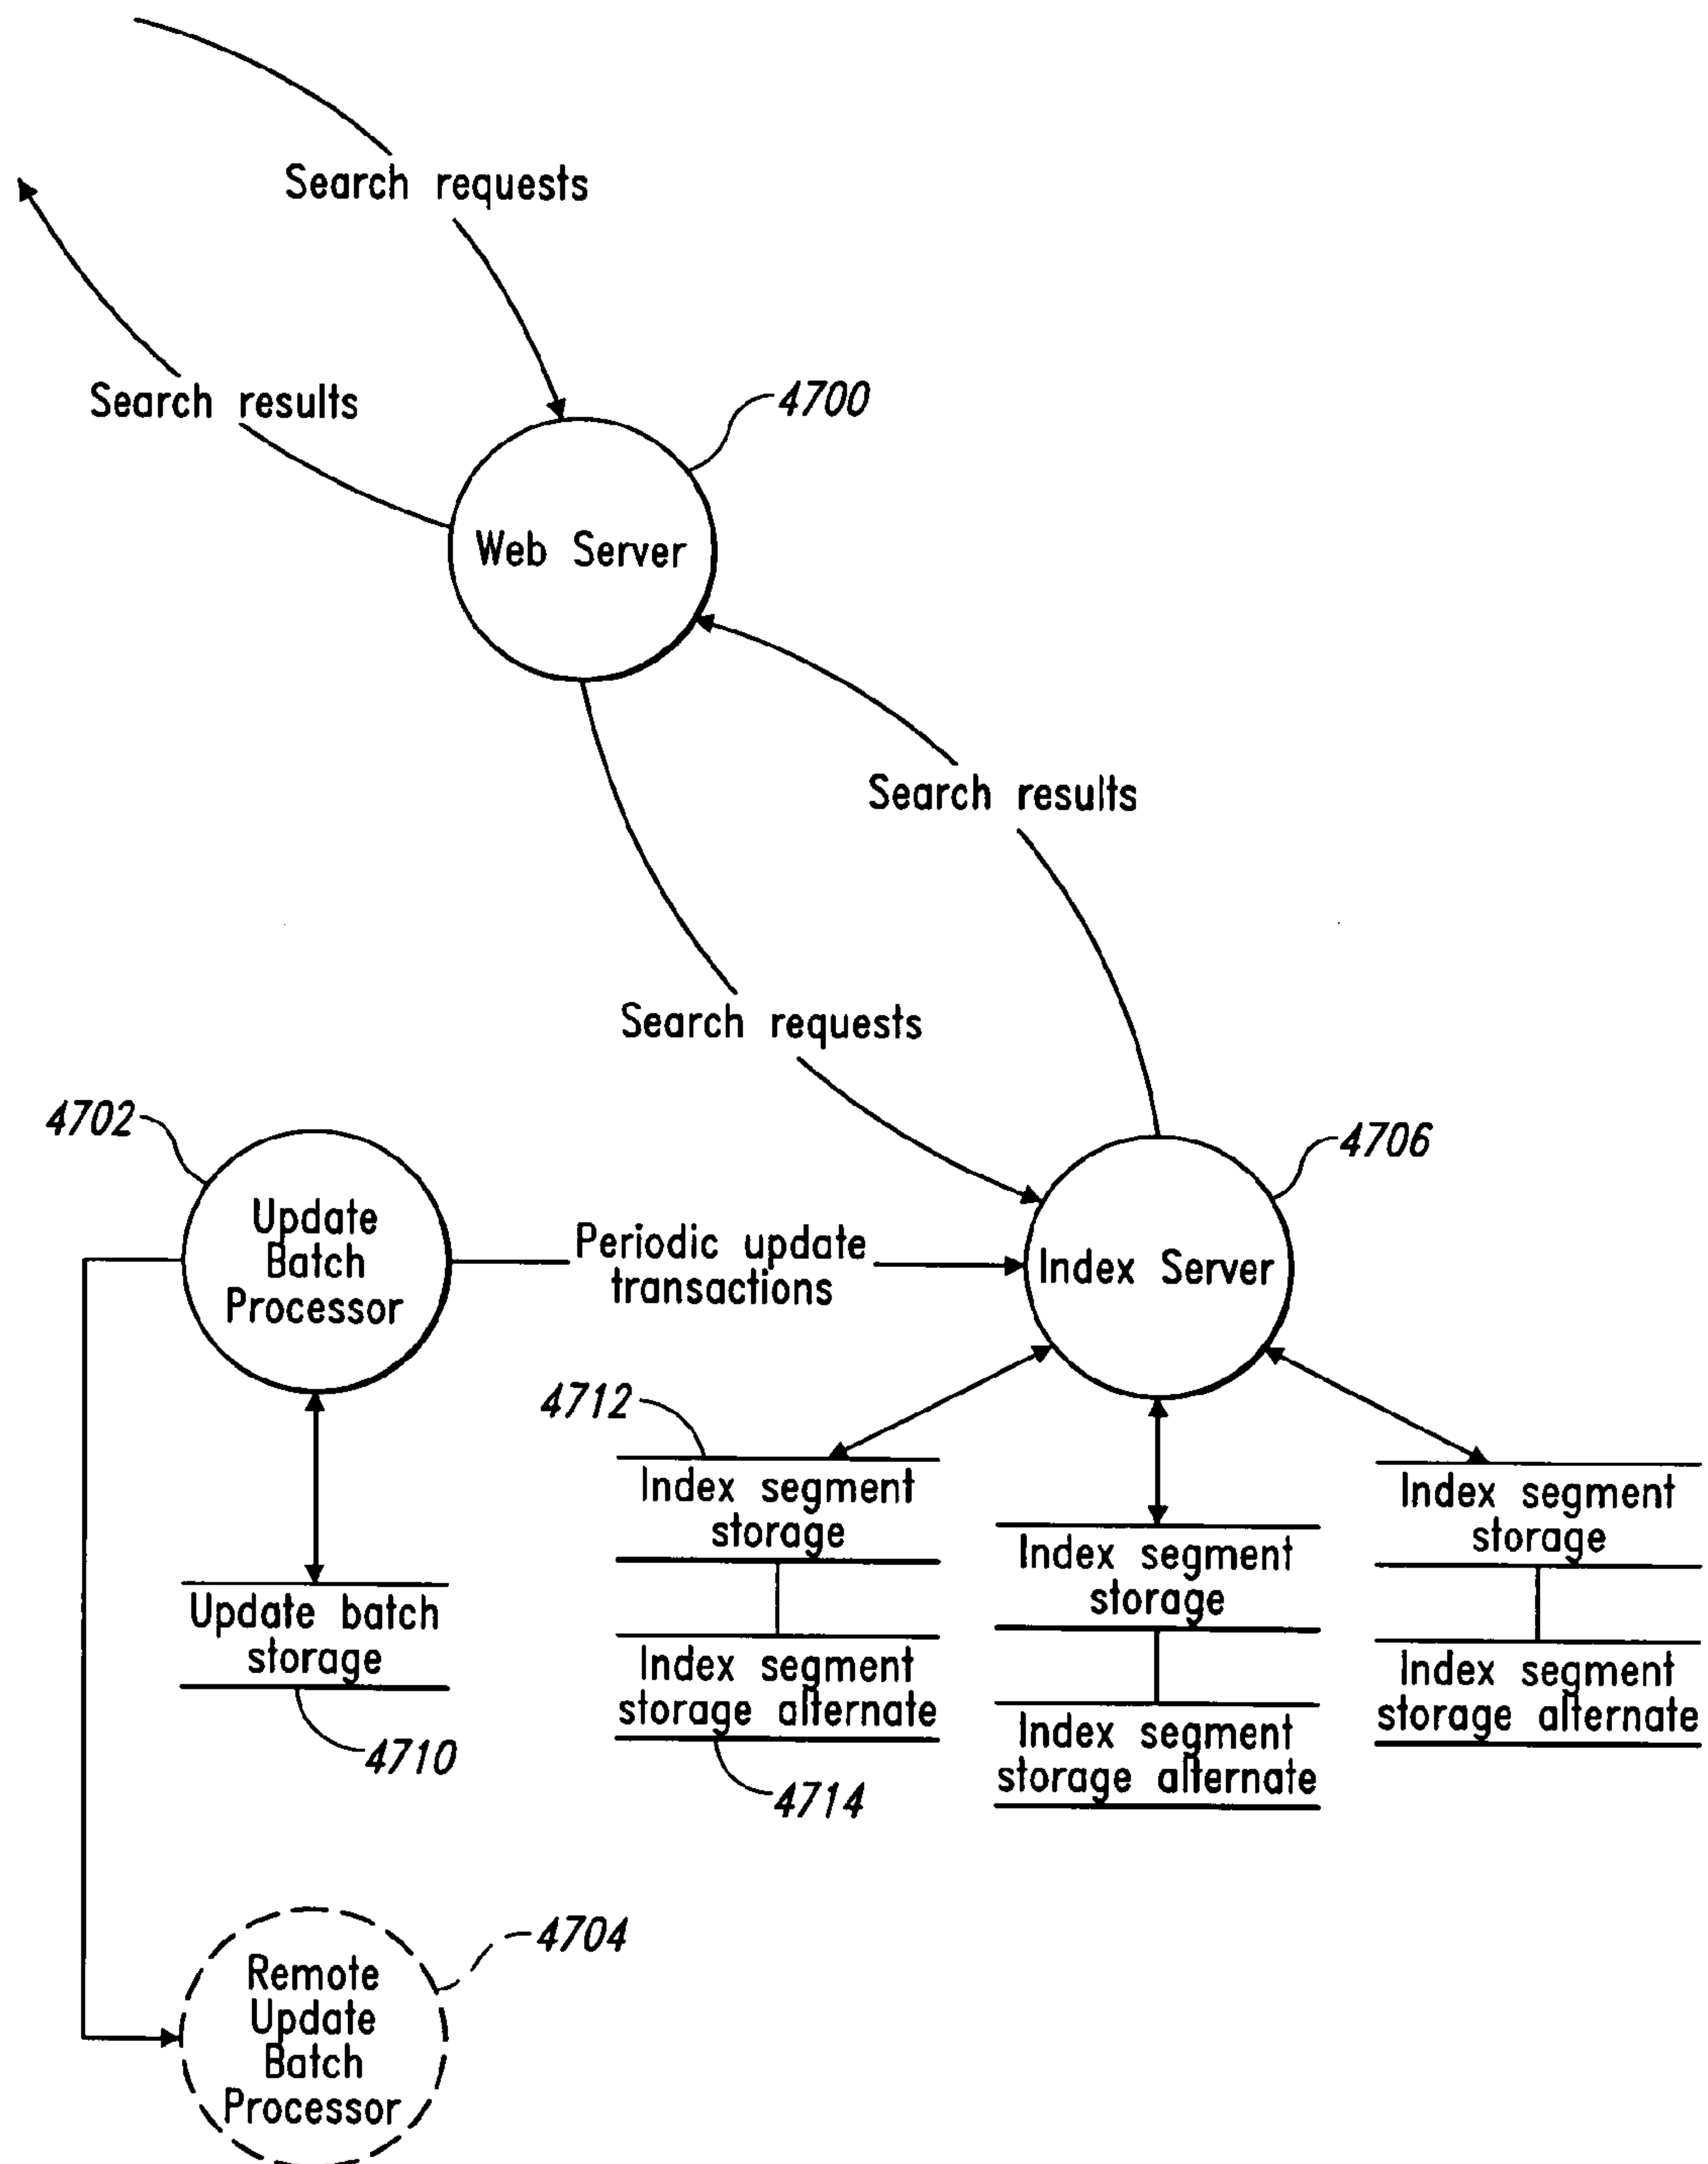 Search requests
Search results
4700
Web Server
Search results
Search requests
4702
4706
Update
Batch
Processor
Periodic update
transactions
Index Server
4712
Index segment
storage
Index segment
storage
Index segment
storage
Update batch
storage
Index segment
storage alternate
Index segment
storage alternate
Index segment
storage alternate
4710
4714
4704
Remote
Update
Batch
Processor